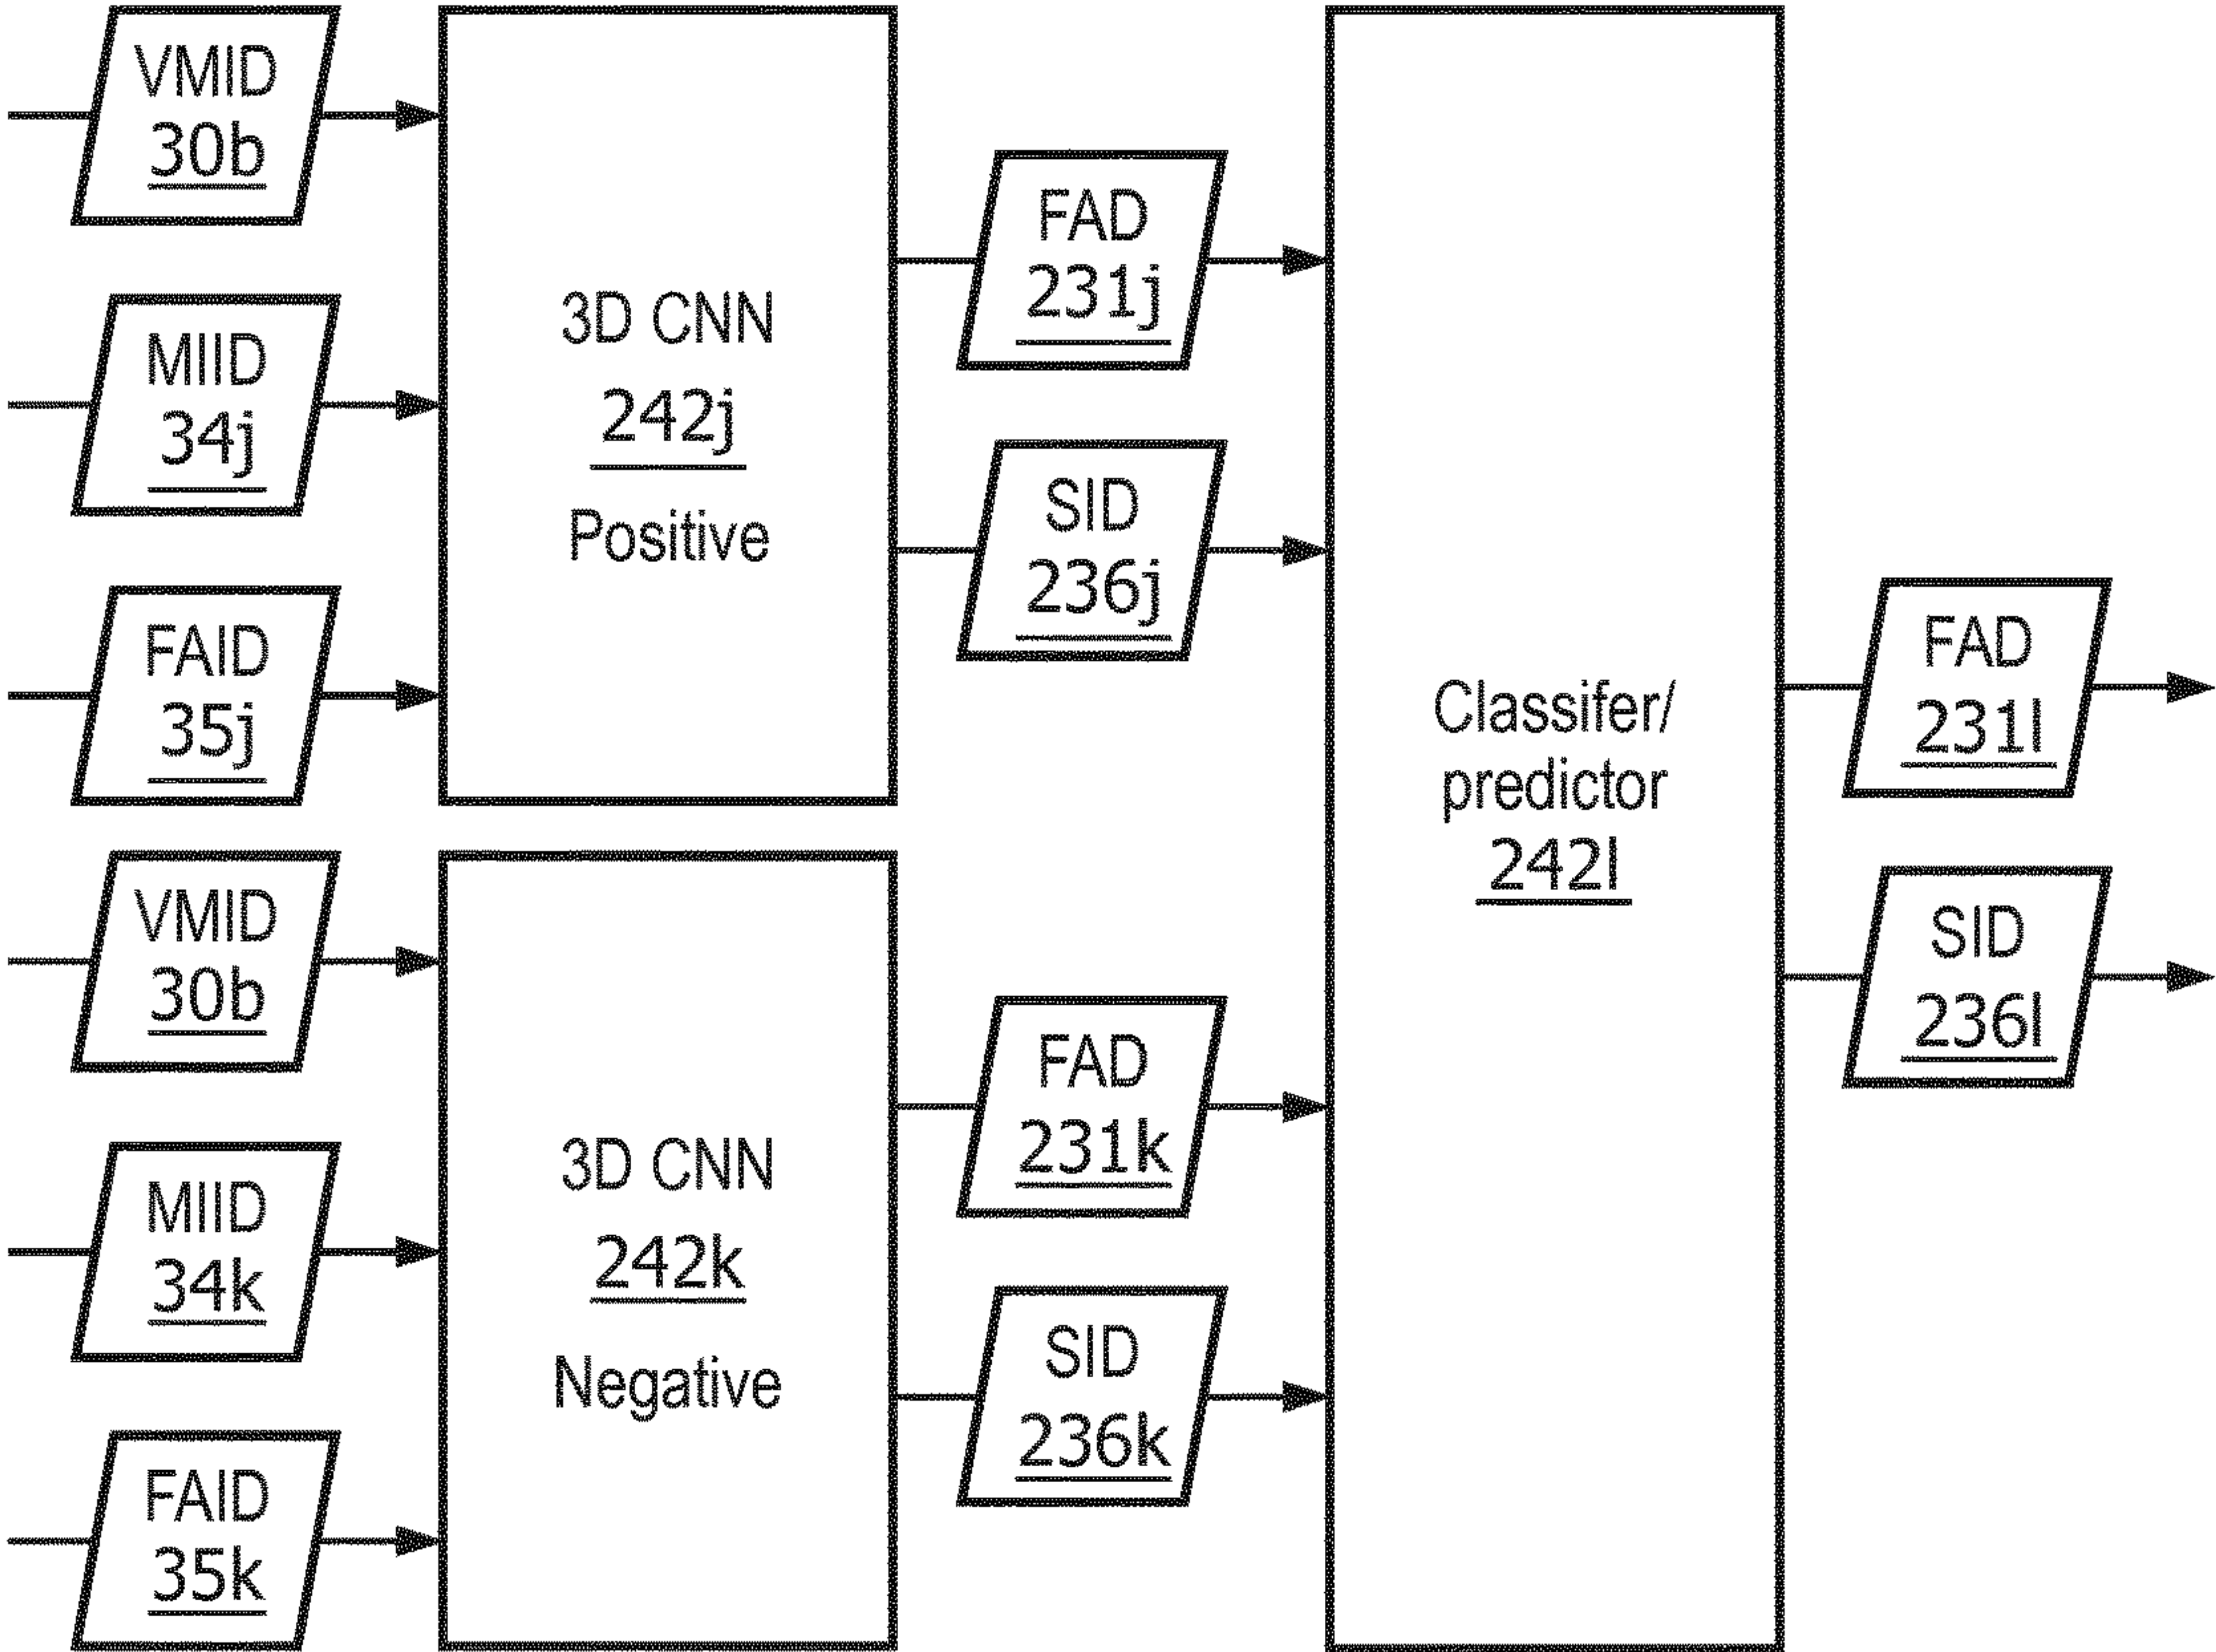 VMID
30b
MIID
34j
FAID
35j
3D CNN
242j
Positive
FAD
231j
SID
236j
VMID
30b
MIID
34k
FAID
35k
3D CNN
242k
Negative
FAD
231k
SID
236k
Classifer/
predictor
242l
FAD
231l
SID
236l